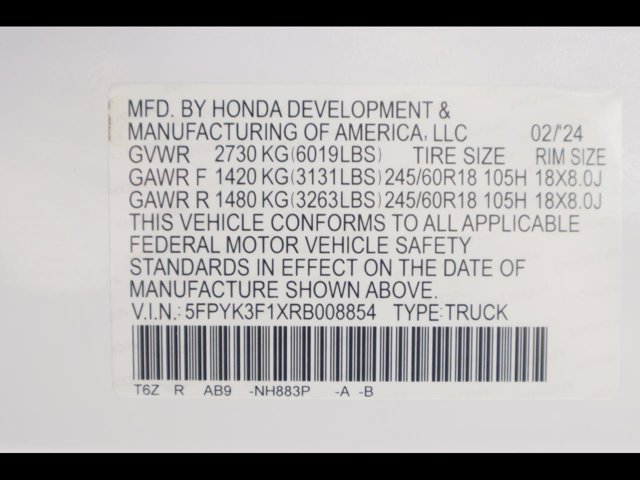 MFD. BY HONDA DEVELOPMENT &
MANUFACTURING OF AMERICA, LLC 02/'24
GVWR 2730 KG(6019LBS) TIRE SIZE RIM SIZE
GAWR F 1420 KG(3131LBS) 245/60R18 105H 18X8.0J
GAWR R 1480 KG(3263LBS) 245/60R18 105H 18X8.0J
THIS VEHICLE CONFORMS TO ALL APPLICABLE
FEDERAL MOTOR VEHICLE SAFETY
STANDARDS IN EFFECT ON THE DATE OF
MANUFACTURE SHOWN ABOVE.
V.I.N.: 5FPYK3F1XRB008854 TYPE: TRUCK
T6Z R AB9 -NH883P -A -B